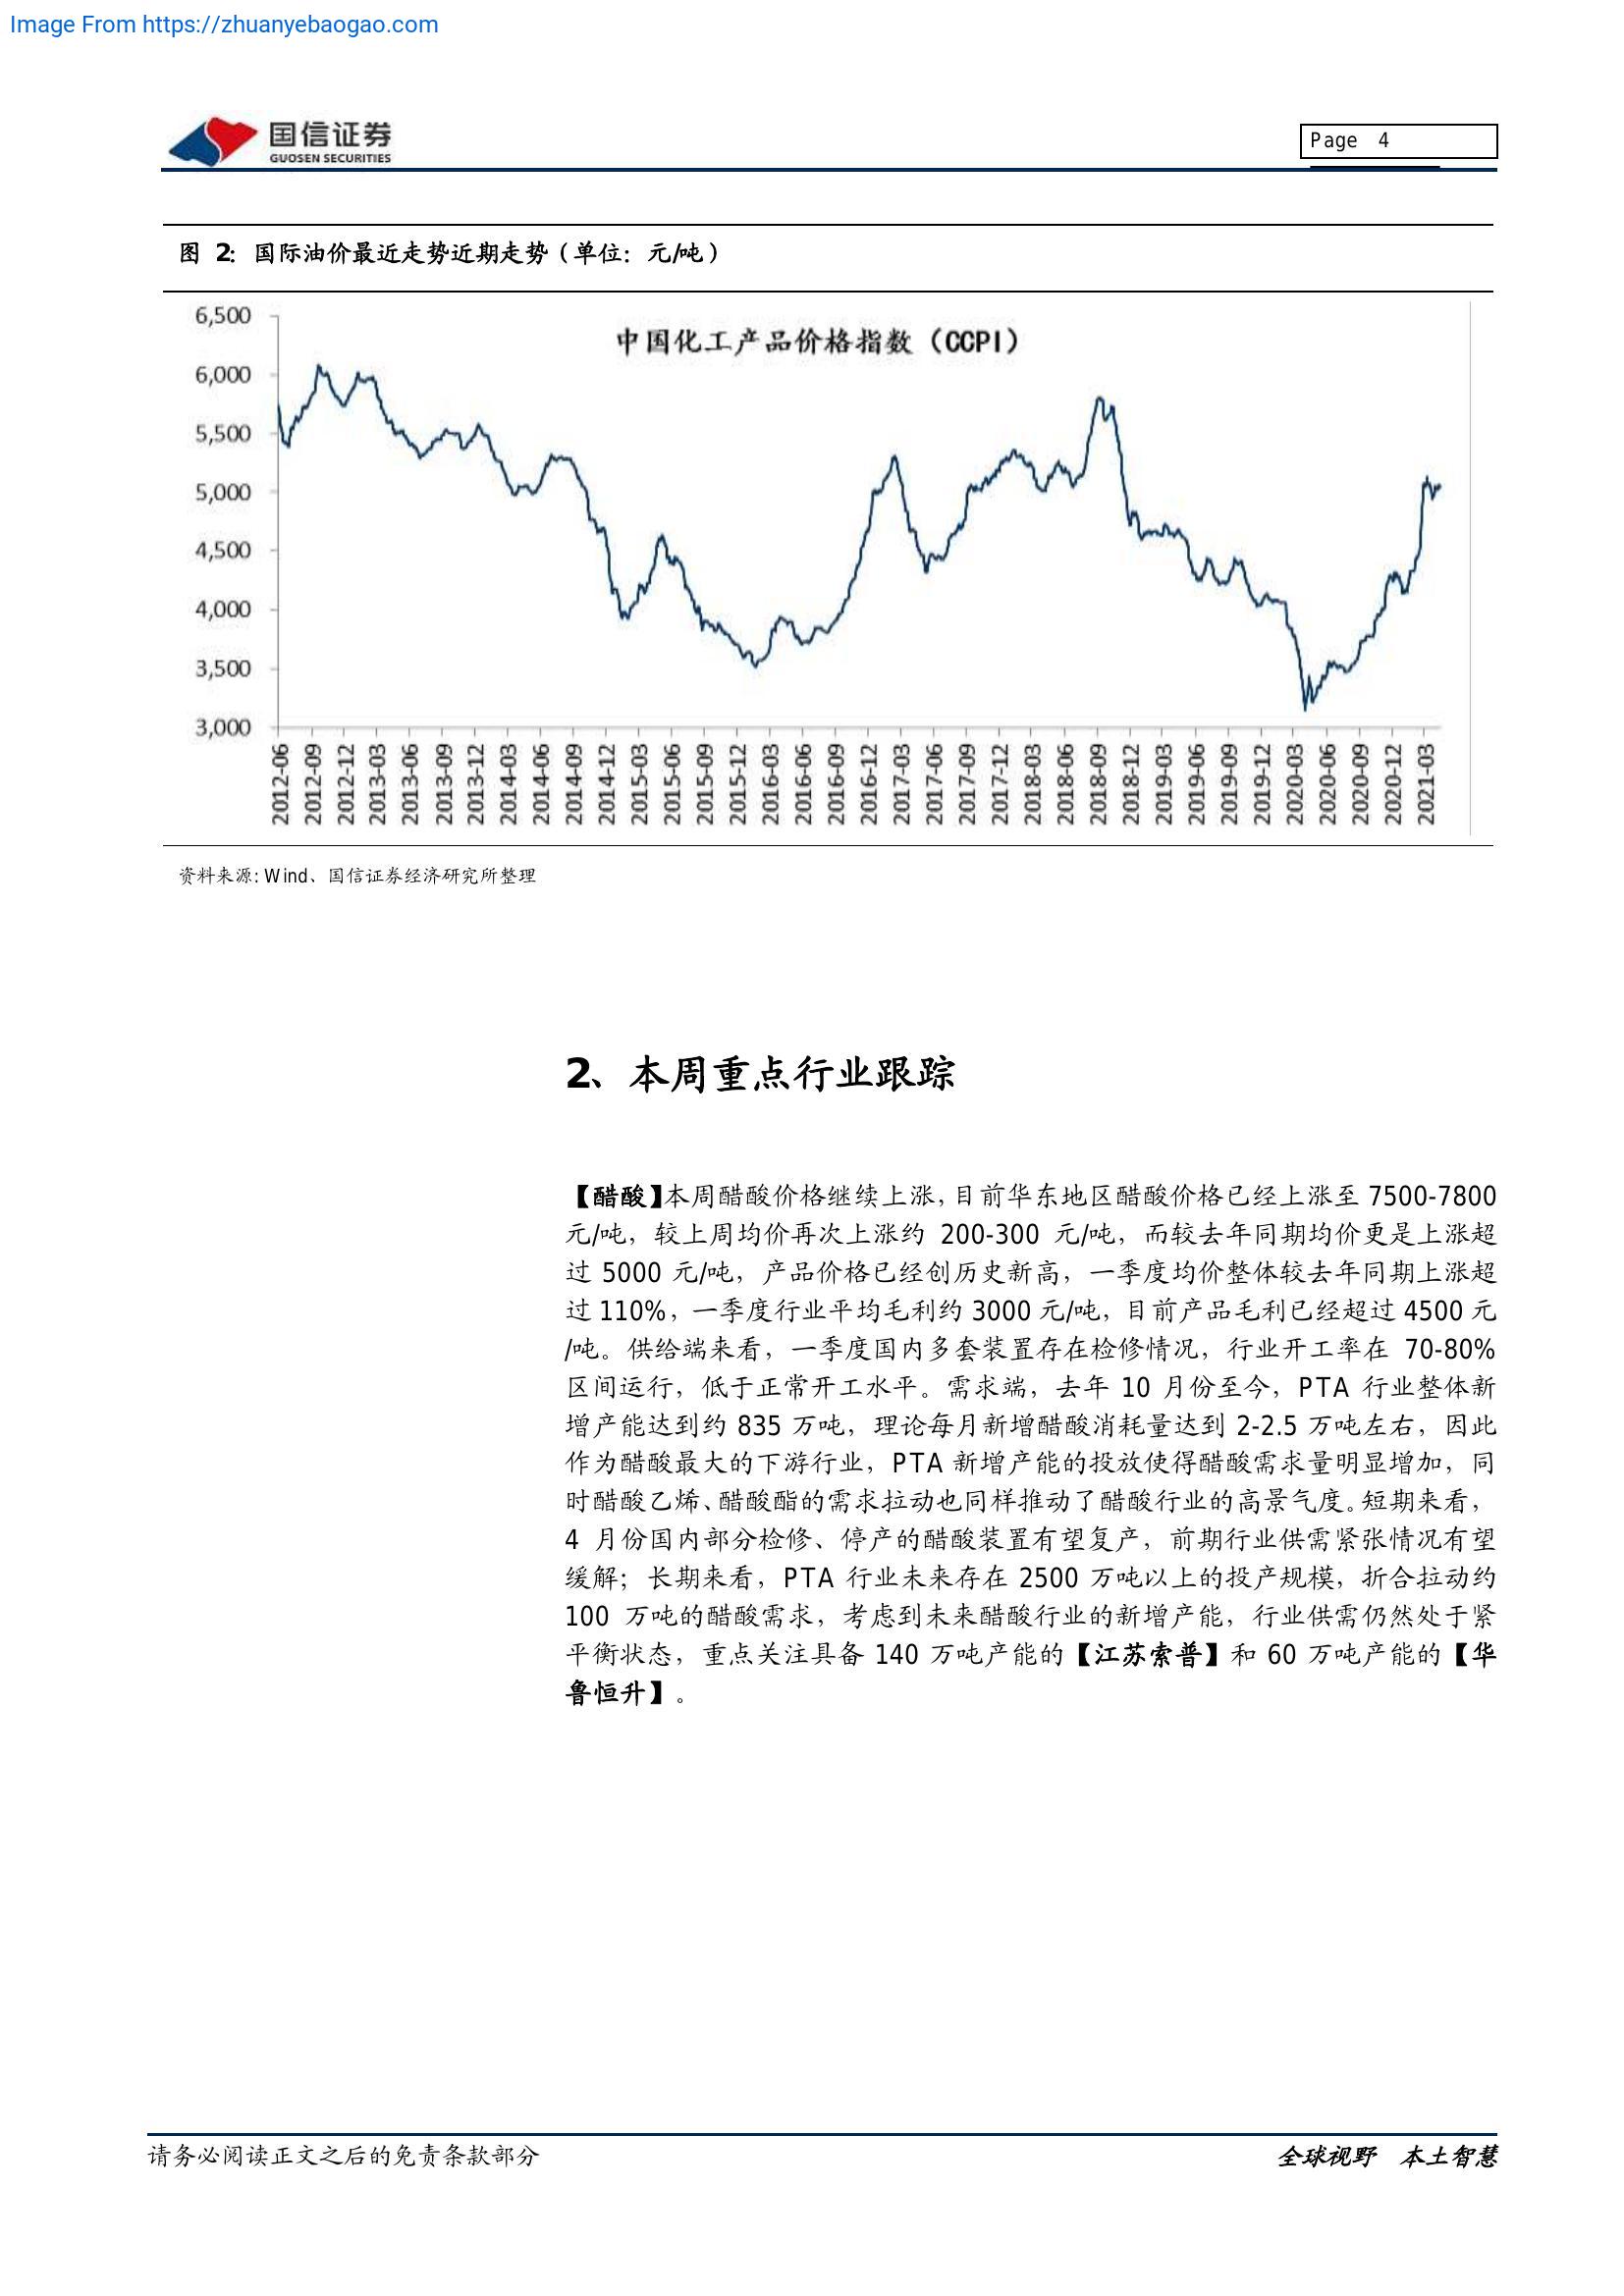 Image From https://zhuanyebaogao.com
国信证券
GUOSEN SECURITIES
Page 4
图 2: 国际油价最近走势近期走势（单位：元/吨）
中国化工产品价格指数（CCPI）
6,500
6,000
5,500
5,000
4,500
4,000
3,500
3,000
2012-06
2012-09
2012-12
2013-03
2013-06
2013-09
2013-12
2014-03
2014-06
2014-09
2014-12
2015-03
2015-06
2015-09
2015-12
2016-03
2016-06
2016-09
2016-12
2017-03
2017-06
2017-09
2017-12
2018-03
2018-06
2018-09
2018-12
2019-03
2019-06
2019-09
2019-12
2020-03
2020-06
2020-09
2020-12
2021-03
资料来源: Wind、国信证券经济研究所整理
2、本周重点行业跟踪
【醋酸】本周醋酸价格继续上涨，目前华东地区醋酸价格已经上涨至 7500-7800
元/吨，较上周均价再次上涨约 200-300 元/吨，而较去年同期均价更是上涨超
过 5000 元/吨，产品价格已经创历史新高，一季度均价整体较去年同期上涨超
过 110%，一季度行业平均毛利约 3000 元/吨，目前产品毛利已经超过 4500 元
/吨。供给端来看，一季度国内多套装置存在检修情况，行业开工率在 70-80%
区间运行，低于正常开工水平。需求端，去年 10 月份至今，PTA 行业整体新
增产能达到约 835 万吨，理论每月新增醋酸消耗量达到 2-2.5 万吨左右，因此
作为醋酸最大的下游行业，PTA 新增产能的投放使得醋酸需求量明显增加，同
时醋酸乙烯、醋酸酯的需求拉动也同样推动了醋酸行业的高景气度。短期来看，
4 月份国内部分检修、停产的醋酸装置有望复产，前期行业供需紧张情况有望
缓解；长期来看，PTA 行业未来存在 2500 万吨以上的投产规模，折合拉动约
100 万吨的醋酸需求，考虑到未来醋酸行业的新增产能，行业供需仍然处于紧
平衡状态，重点关注具备 140 万吨产能的【江苏索普】和 60 万吨产能的【华
鲁恒升】。
请务必阅读正文之后的免责条款部分
全球视野 本土智慧